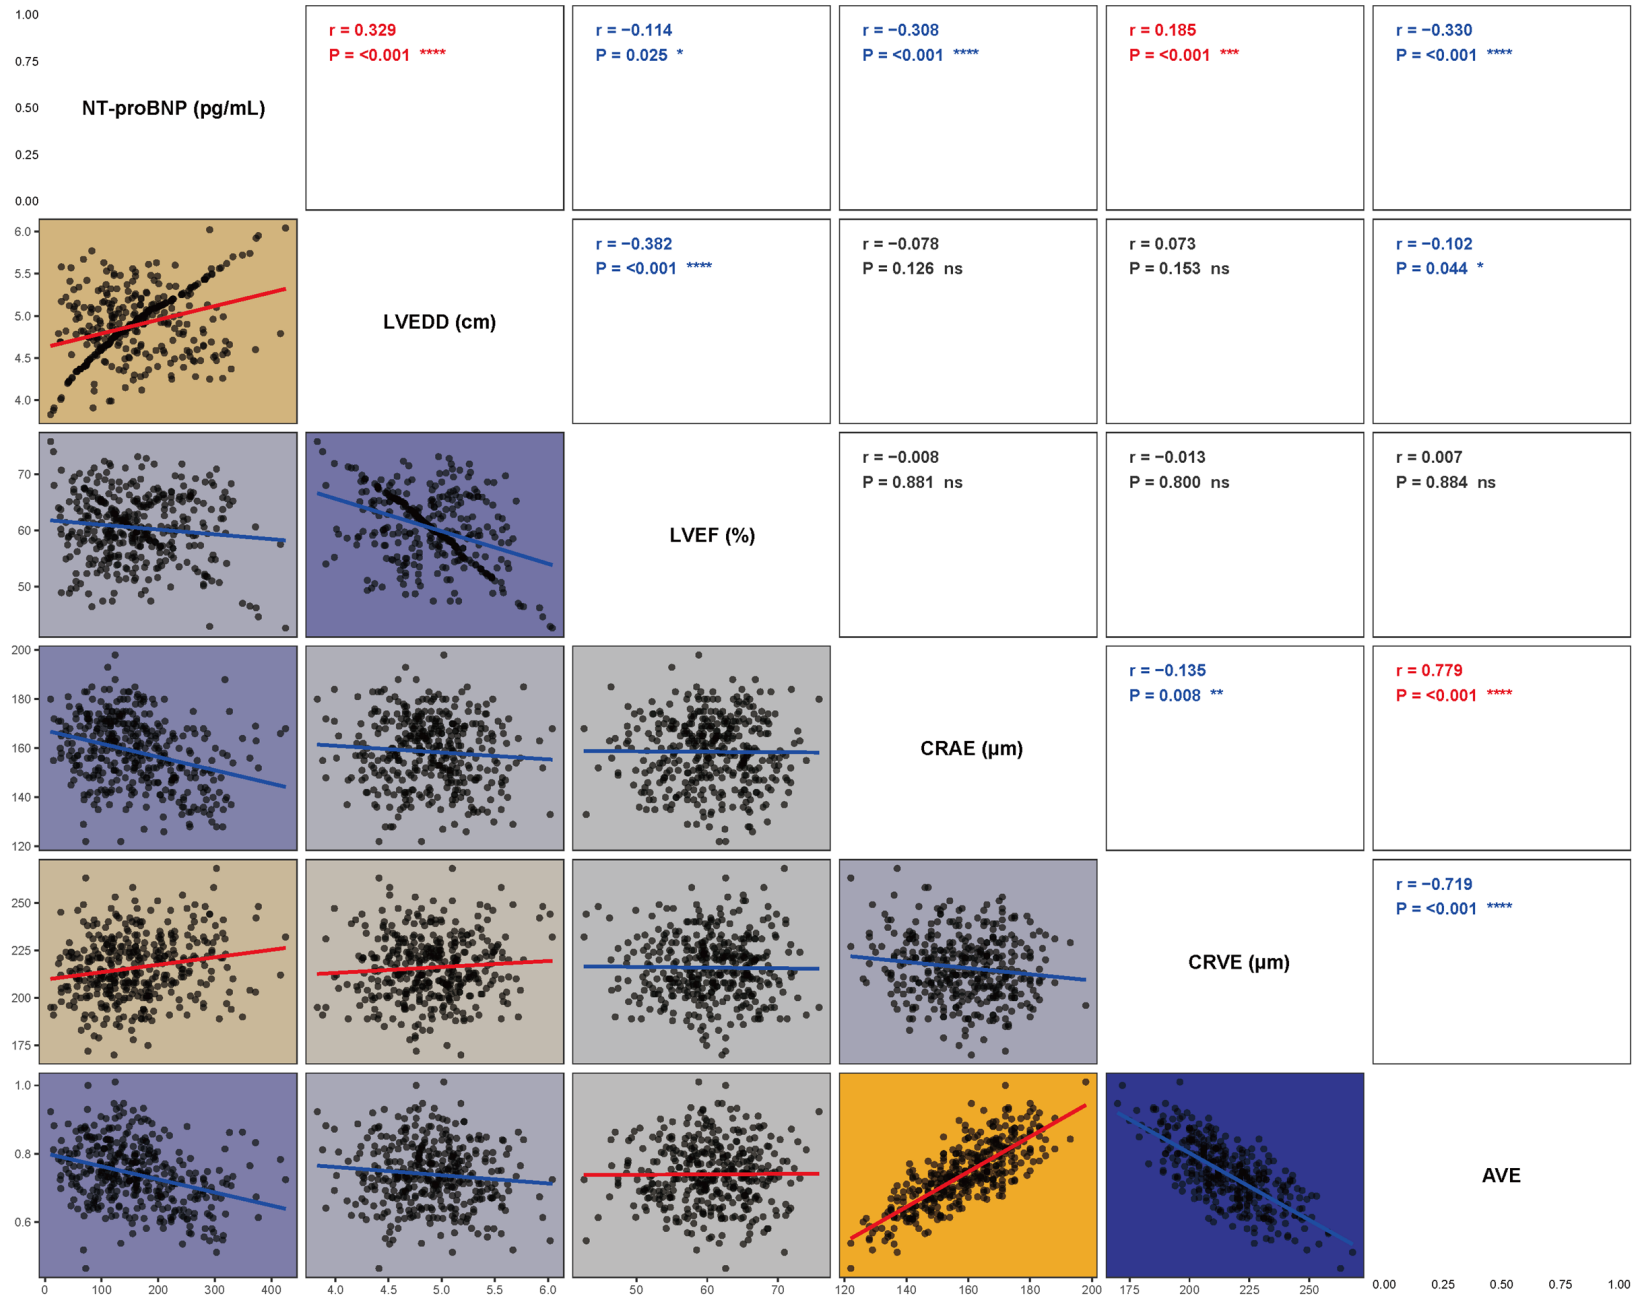 1.00
0.75
0.50
0.25
0.00
NT-proBNP (pg/mL)
r = 0.329
P = <0.001 ****
r = −0.114
P = 0.025 *
r = −0.308
P = <0.001 ****
r = 0.185
P = <0.001 ***
r = −0.330
P = <0.001 ****
6.0
5.5
5.0
4.5
4.0
LVEDD (cm)
r = −0.382
P = <0.001 ****
r = −0.078
P = 0.126 ns
r = 0.073
P = 0.153 ns
r = −0.102
P = 0.044 *
70
60
50
LVEF (%)
r = −0.008
P = 0.881 ns
r = −0.013
P = 0.800 ns
r = 0.007
P = 0.884 ns
200
180
160
140
120
CRAE (μm)
r = −0.135
P = 0.008 **
r = 0.779
P = <0.001 ****
250
225
200
175
CRVE (μm)
r = −0.719
P = <0.001 ****
1.0
0.8
0.6
AVE
0 100 200 300 400
4.0 4.5 5.0 5.5 6.0
50 60 70
120 140 160 180 200
175 200 225 250
0.00 0.25 0.50 0.75 1.00